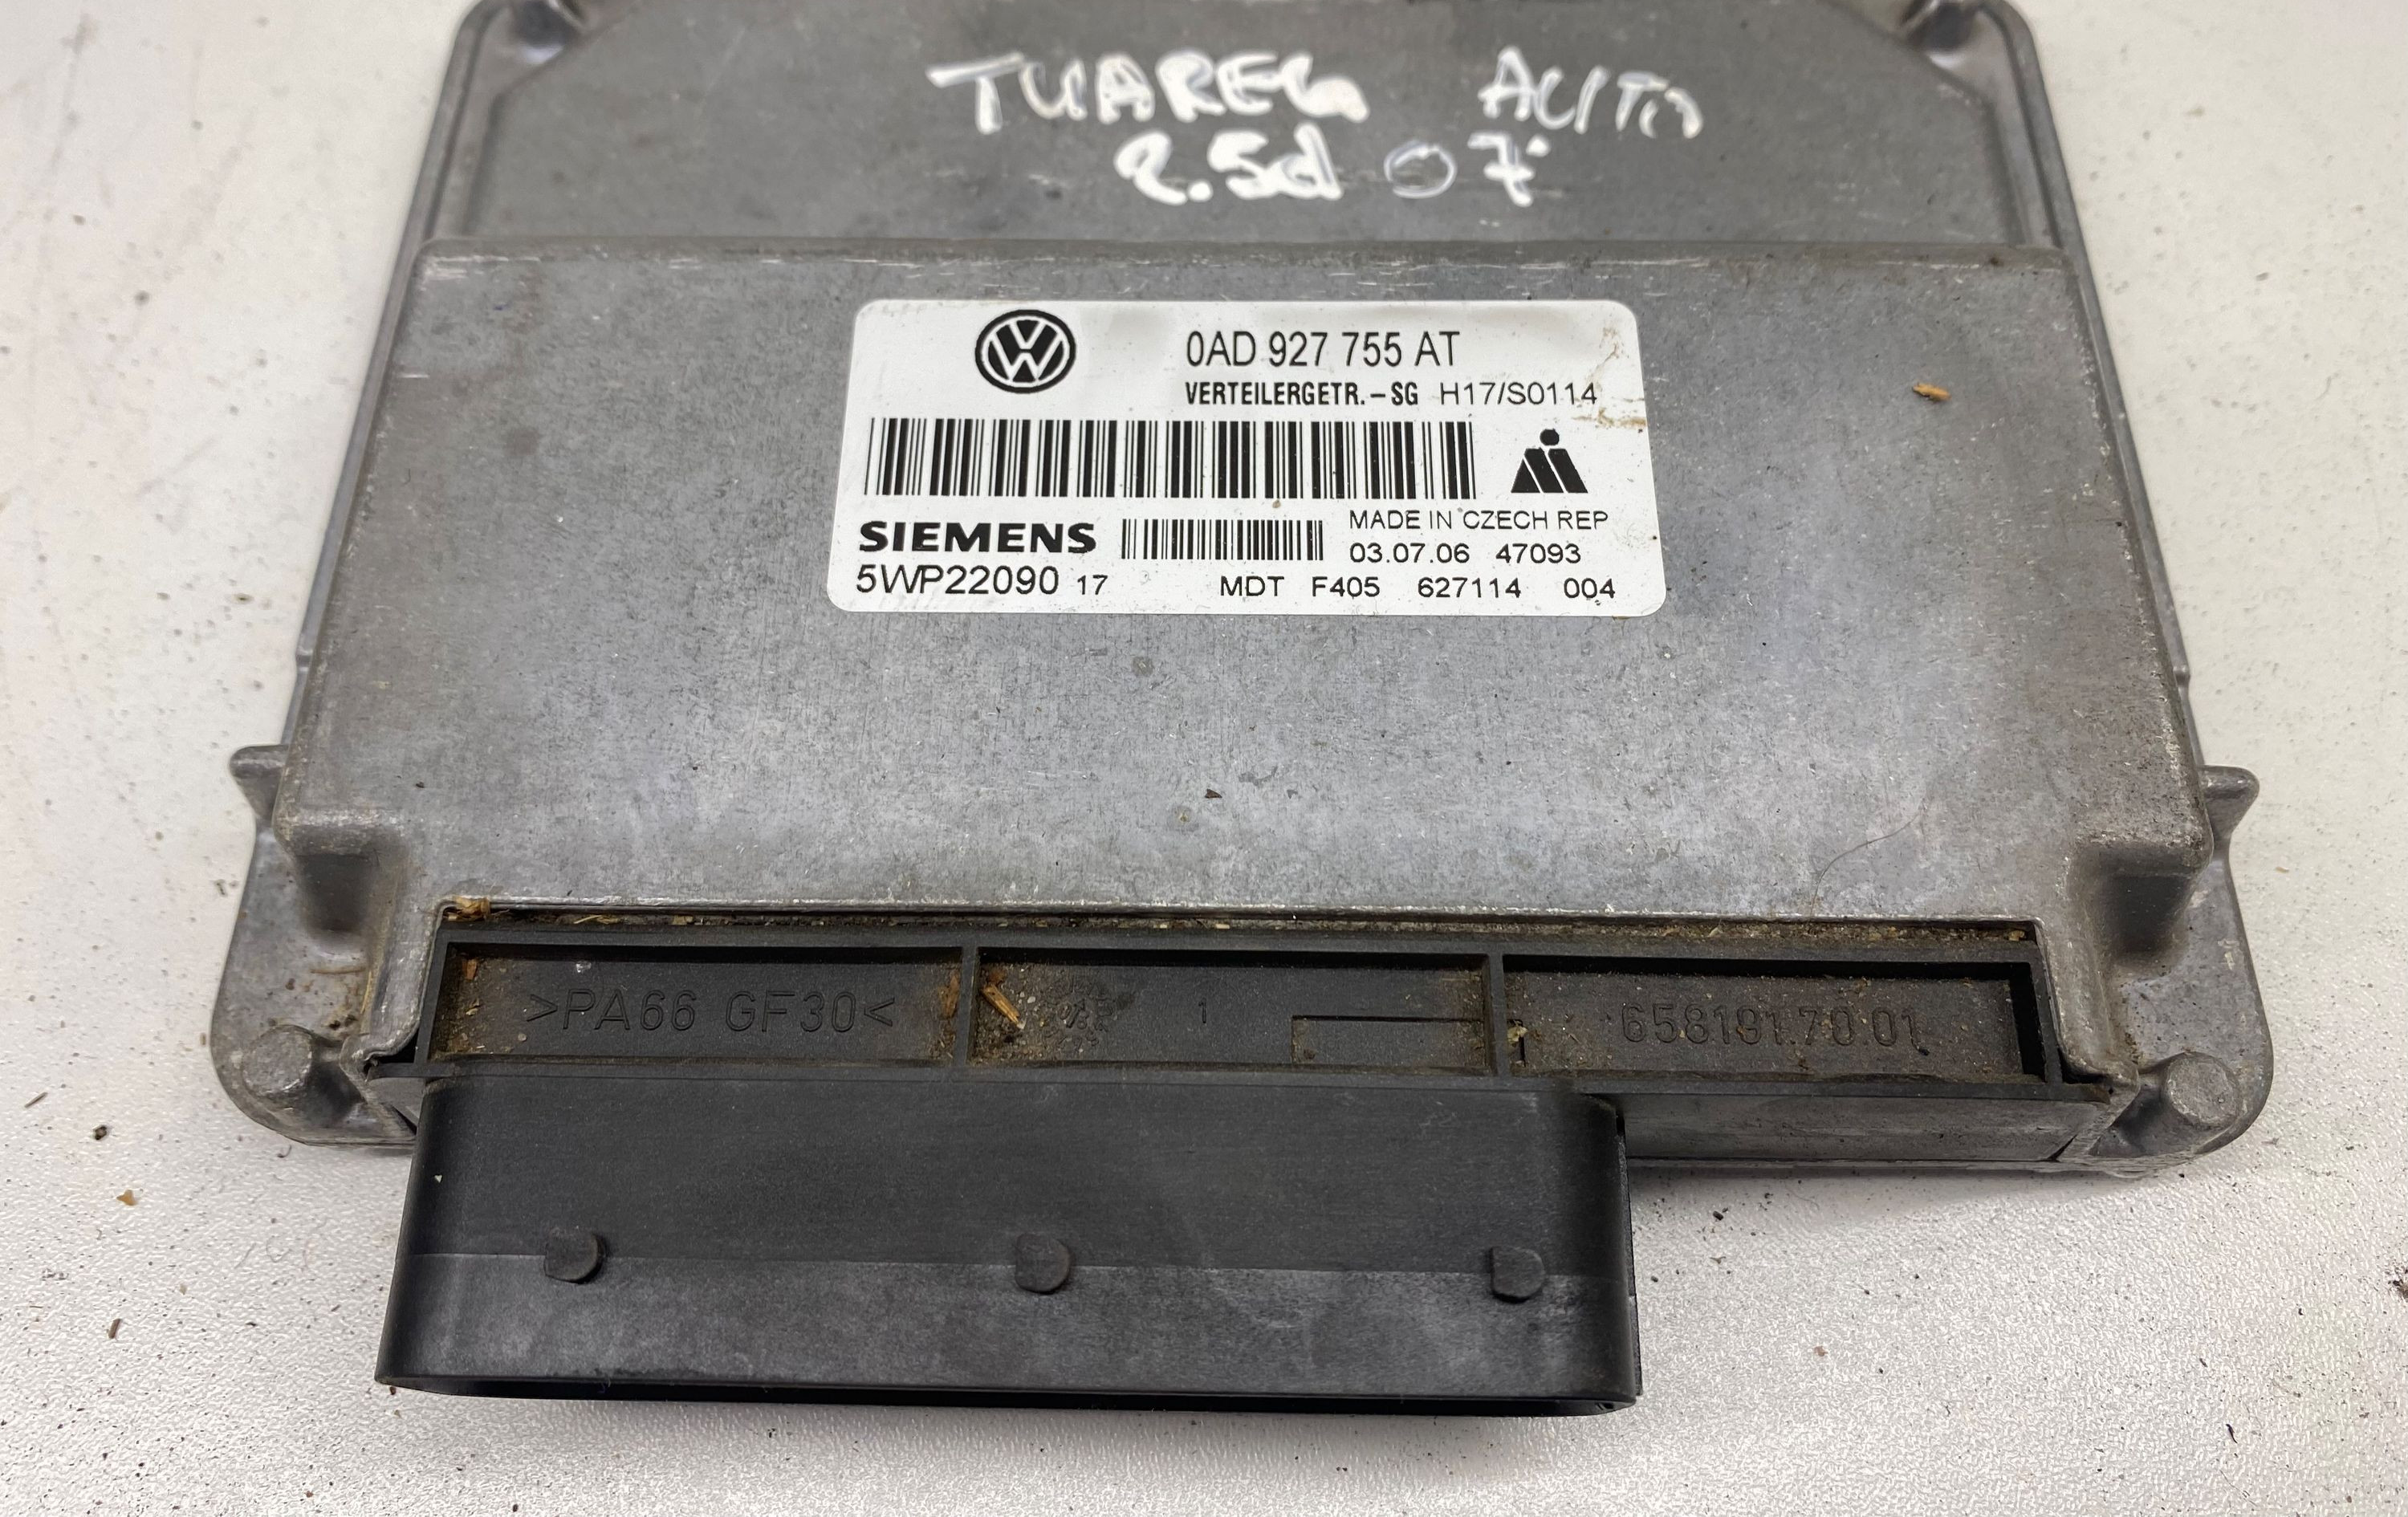 TUAREG AUTO
2.5d 07
0AD 927 755 AT
VERTEILERGETR.-SG H17/S0114
SIEMENS
MADE IN CZECH REP
03.07.06 47093
5WP22090 17 MDT F405 627114 004
>PA66 GF30< 1 658191.70.01